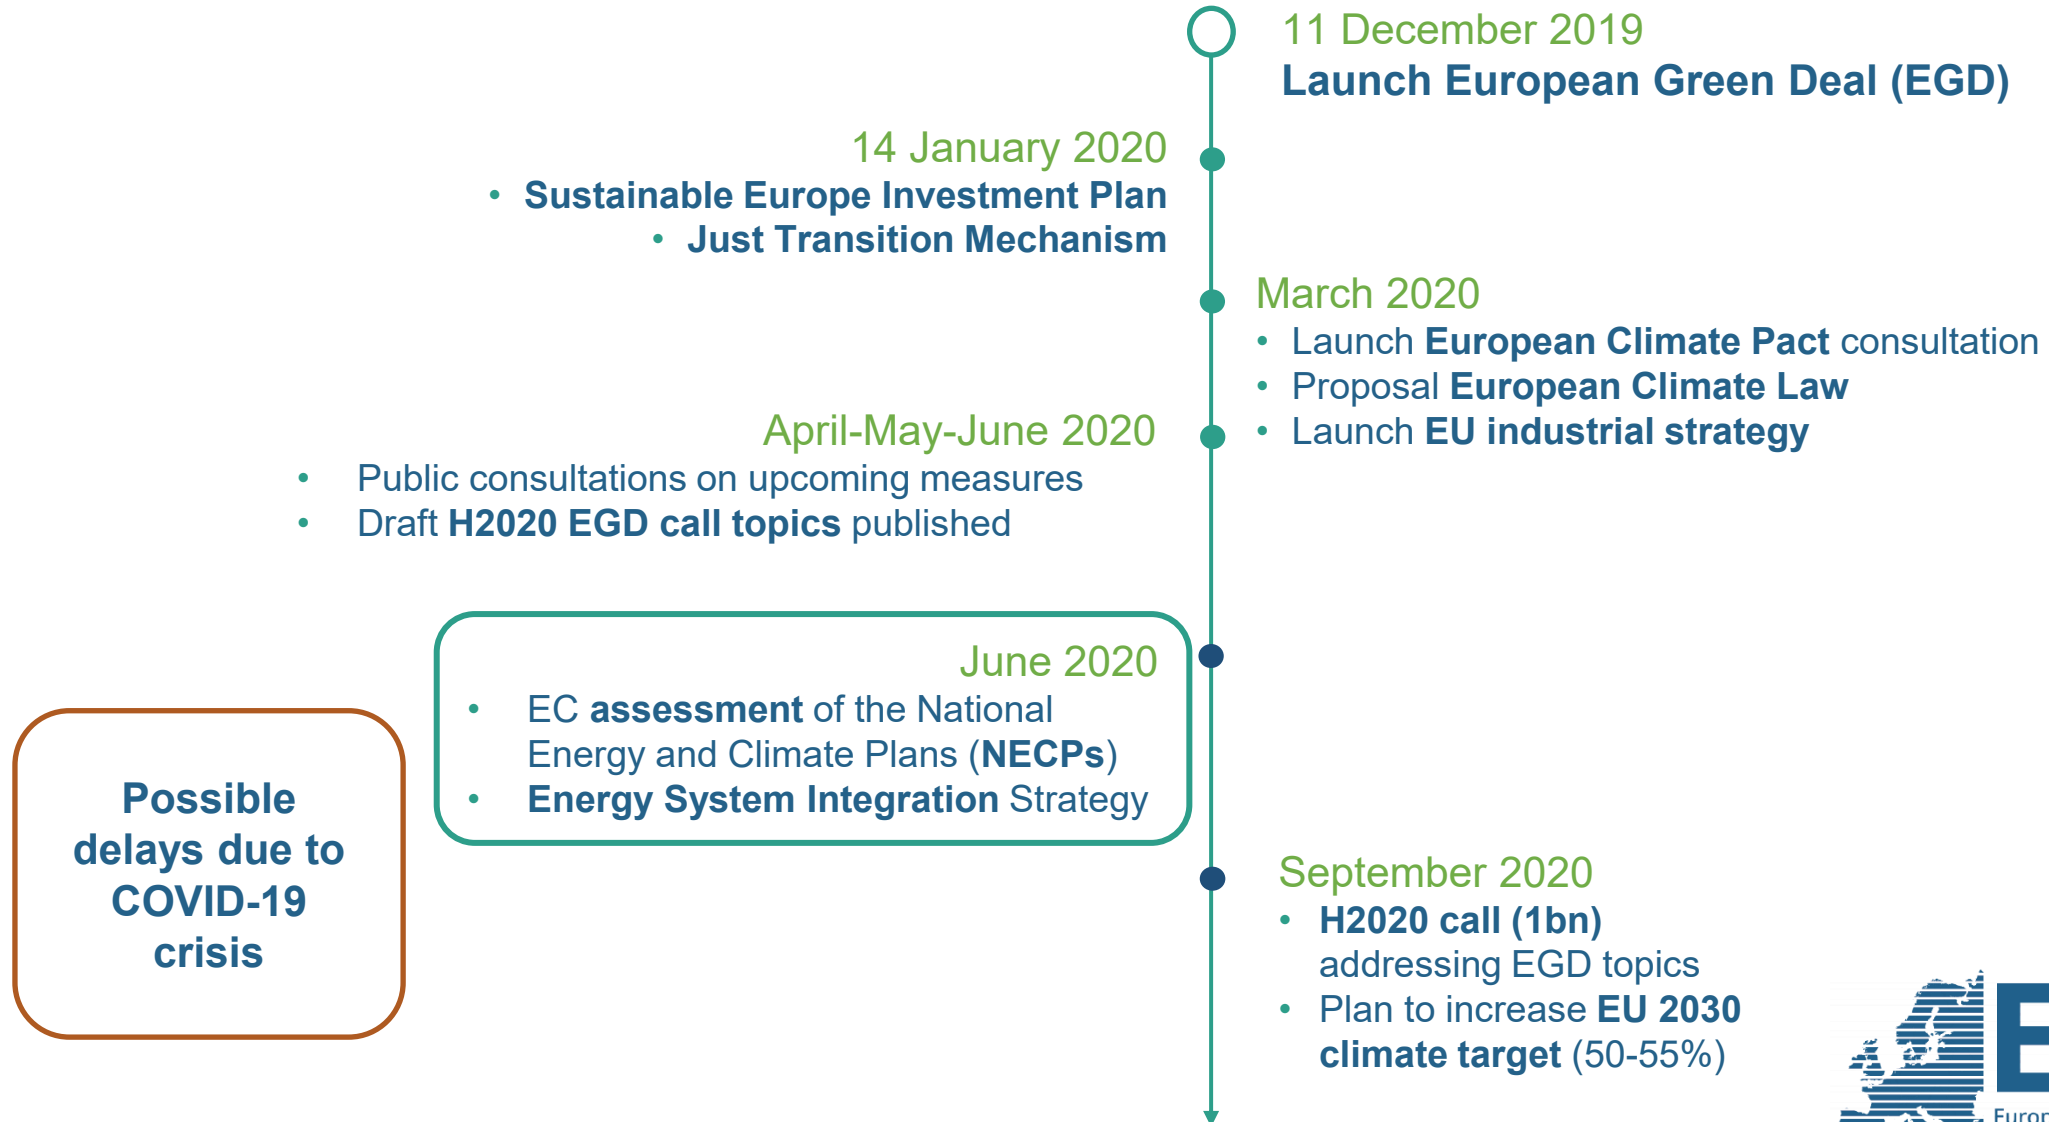 11 December 2019
Launch European Green Deal (EGD)
14 January 2020
• Sustainable Europe Investment Plan
• Just Transition Mechanism
March 2020
• Launch European Climate Pact consultation
• Proposal European Climate Law
• Launch EU industrial strategy
April-May-June 2020
• Public consultations on upcoming measures
• Draft H2020 EGD call topics published
June 2020
• EC assessment of the National
Energy and Climate Plans (NECPs)
• Energy System Integration Strategy
Possible
delays due to
COVID-19
crisis
September 2020
• H2020 call (1bn)
addressing EGD topics
• Plan to increase EU 2030
climate target (50-55%)
E